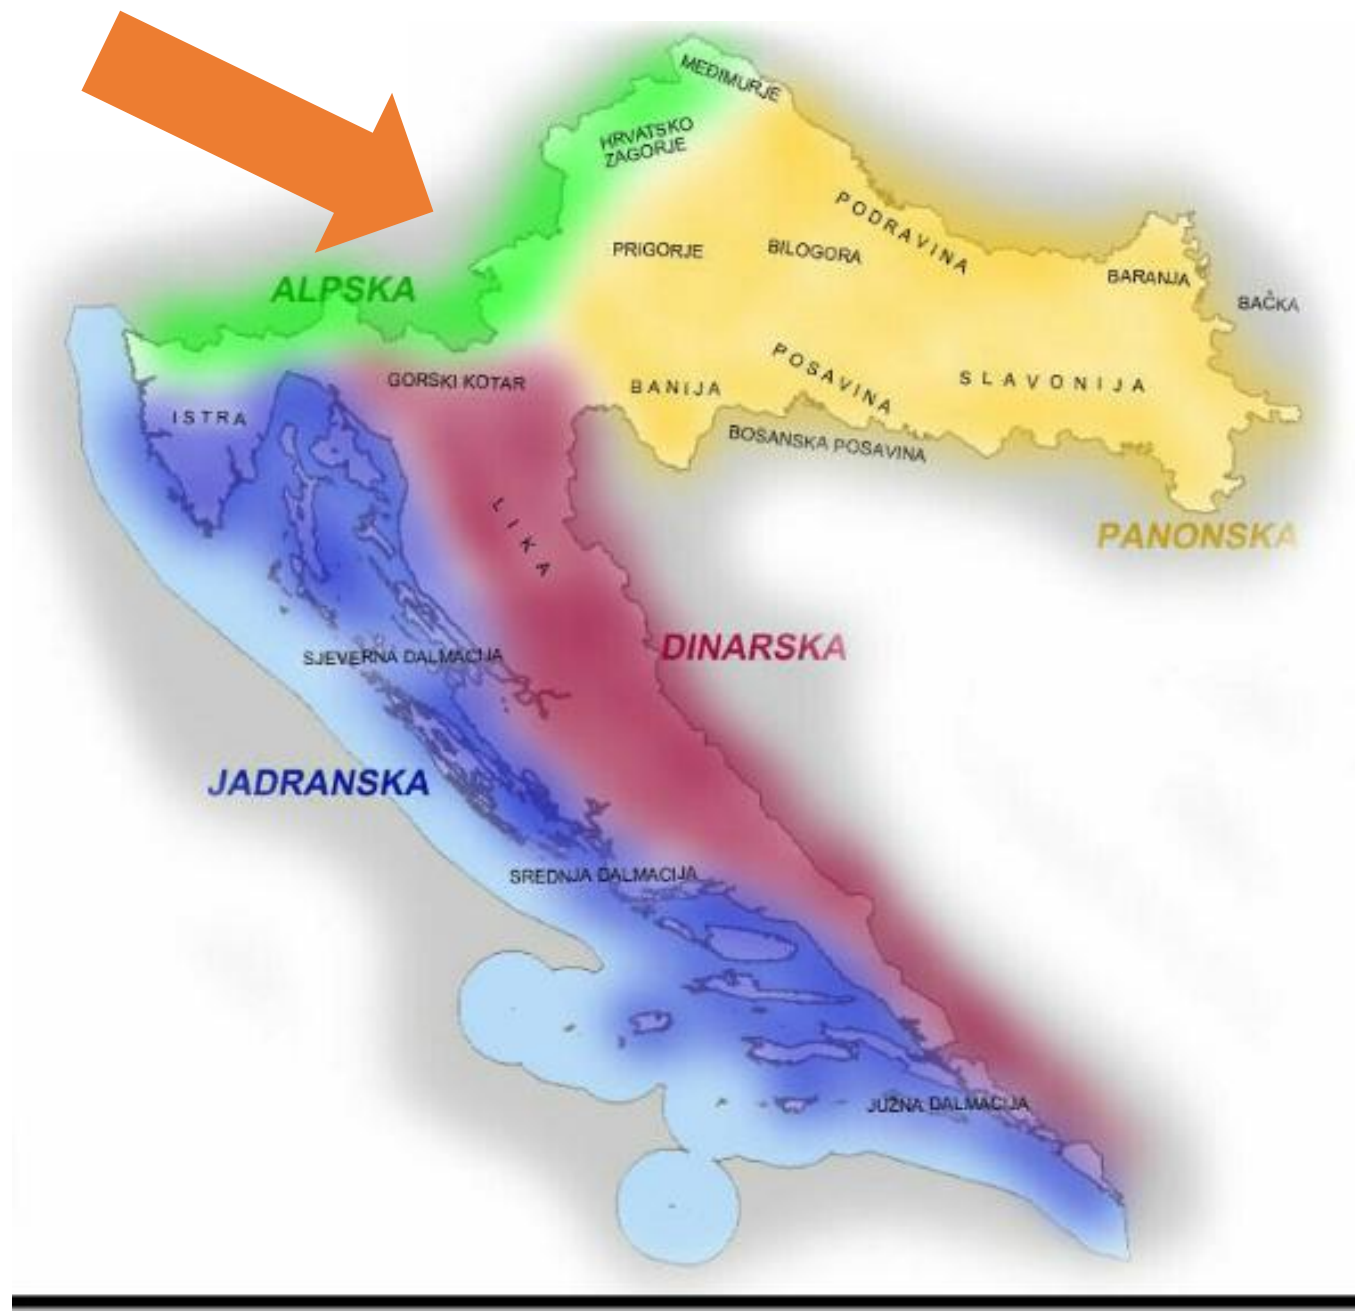 MEĐIMURJE
HRVATSKO
ZAGORJE
PODRAVINA
PRIGORJE
BILOGORA
BARANJA
BAČKA
ALPSKA
GORSKI KOTAR
BANIJA
POSAVINA
SLAVONIJA
ISTRA
BOSANSKA POSAVINA
LIKA
PANONSKA
DINARSKA
SJEVERNA DALMACIJA
JADRANSKA
SREDNJA DALMACIJA
JUŽNA DALMACIJA